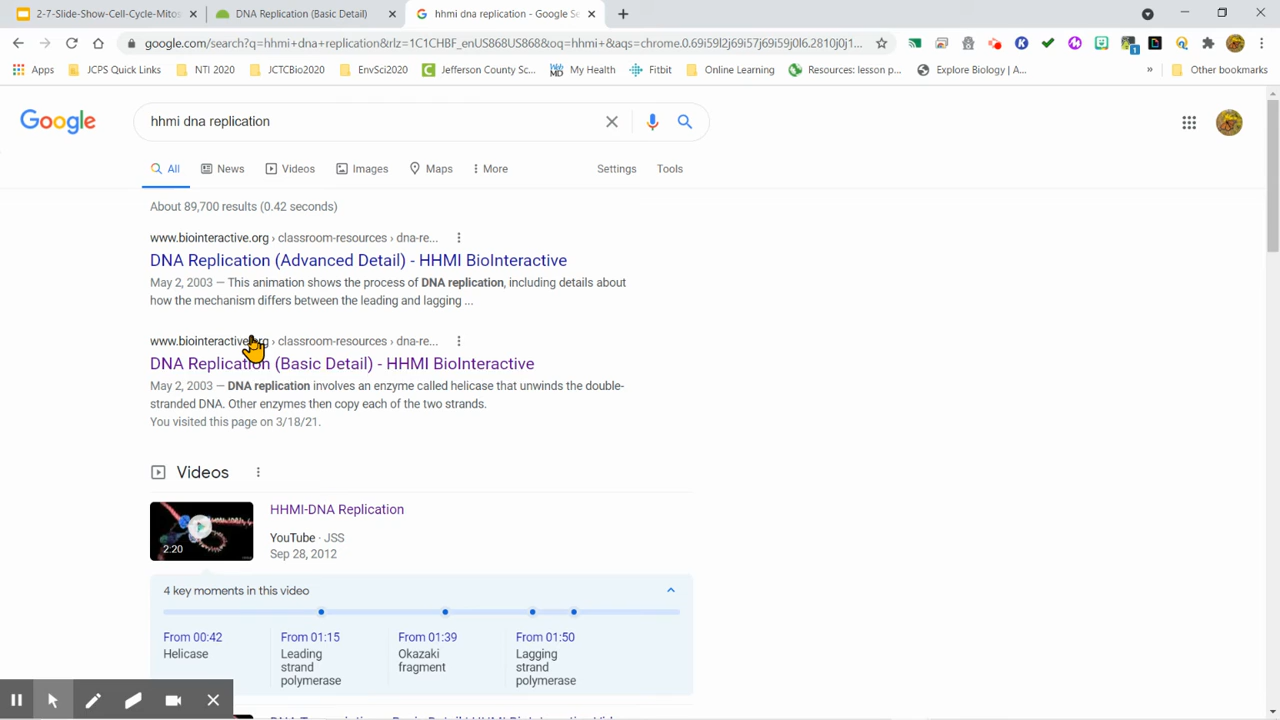 2-7-Slide-Show-Cell-Cycle-Mitos
DNA Replication (Basic Detail)
hhmi dna replication - Google Se
google.com/search?q=hhmi+dna+replication&rlz=1C1CHBF_enUS868US868&oq=hhmi+&aqs=chrome.0.69i59l2j69i57j69i59j0l6.2810j0j1...
Apps
JCPS Quick Links
NTI 2020
JCTCBio2020
EnvSci2020
Jefferson County Sc...
My Health
Fitbit
Online Learning
Resources: lesson p...
Explore Biology | A...
»
Other bookmarks
Google
hhmi dna replication
All
News
Videos
Images
Maps
More
Settings
Tools
About 89,700 results (0.42 seconds)
www.biointeractive.org › classroom-resources › dna-re...
DNA Replication (Advanced Detail) - HHMI BioInteractive
May 2, 2003 — This animation shows the process of DNA replication, including details about
how the mechanism differs between the leading and lagging ...
www.biointeractive.org › classroom-resources › dna-re...
DNA Replication (Basic Detail) - HHMI BioInteractive
May 2, 2003 — DNA replication involves an enzyme called helicase that unwinds the double-
stranded DNA. Other enzymes then copy each of the two strands.
You visited this page on 3/18/21.
Videos
2:20
HHMI-DNA Replication
YouTube · JSS
Sep 28, 2012
4 key moments in this video
From 00:42
Helicase
From 01:15
Leading
strand
polymerase
From 01:39
Okazaki
fragment
From 01:50
Lagging
strand
polymerase